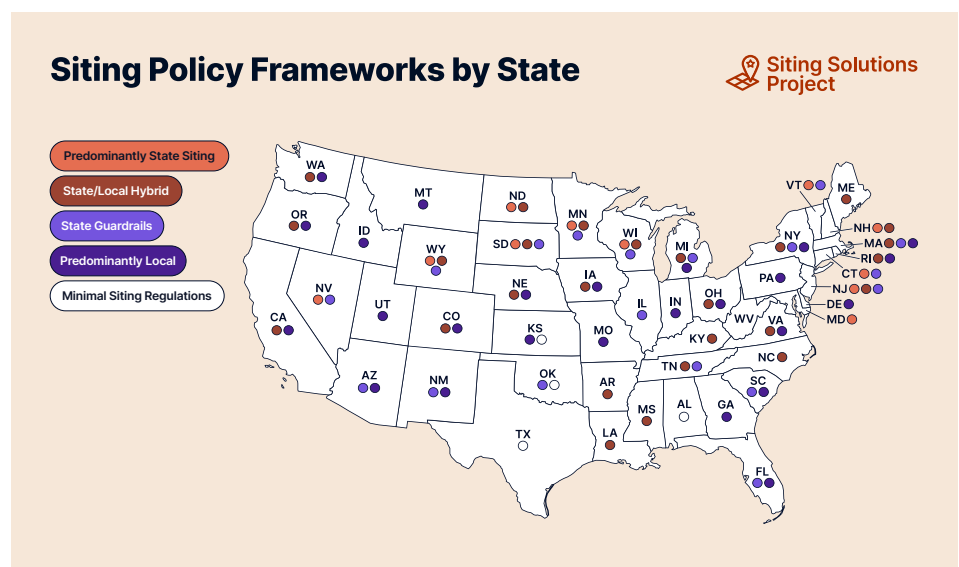 Siting Policy Frameworks by State
Siting Solutions
Project
Predominantly State Siting
State/Local Hybrid
State Guardrails
Predominantly Local
Minimal Siting Regulations
WA
OR
CA
NV
ID
MT
WY
UT
CO
AZ
NM
ND
SD
NE
KS
OK
TX
MN
IA
MO
AR
LA
WI
IL
MI
IN
OH
KY
TN
MS
AL
GA
FL
SC
NC
VA
WV
PA
NY
VT
ME
NH
MA
RI
CT
NJ
DE
MD